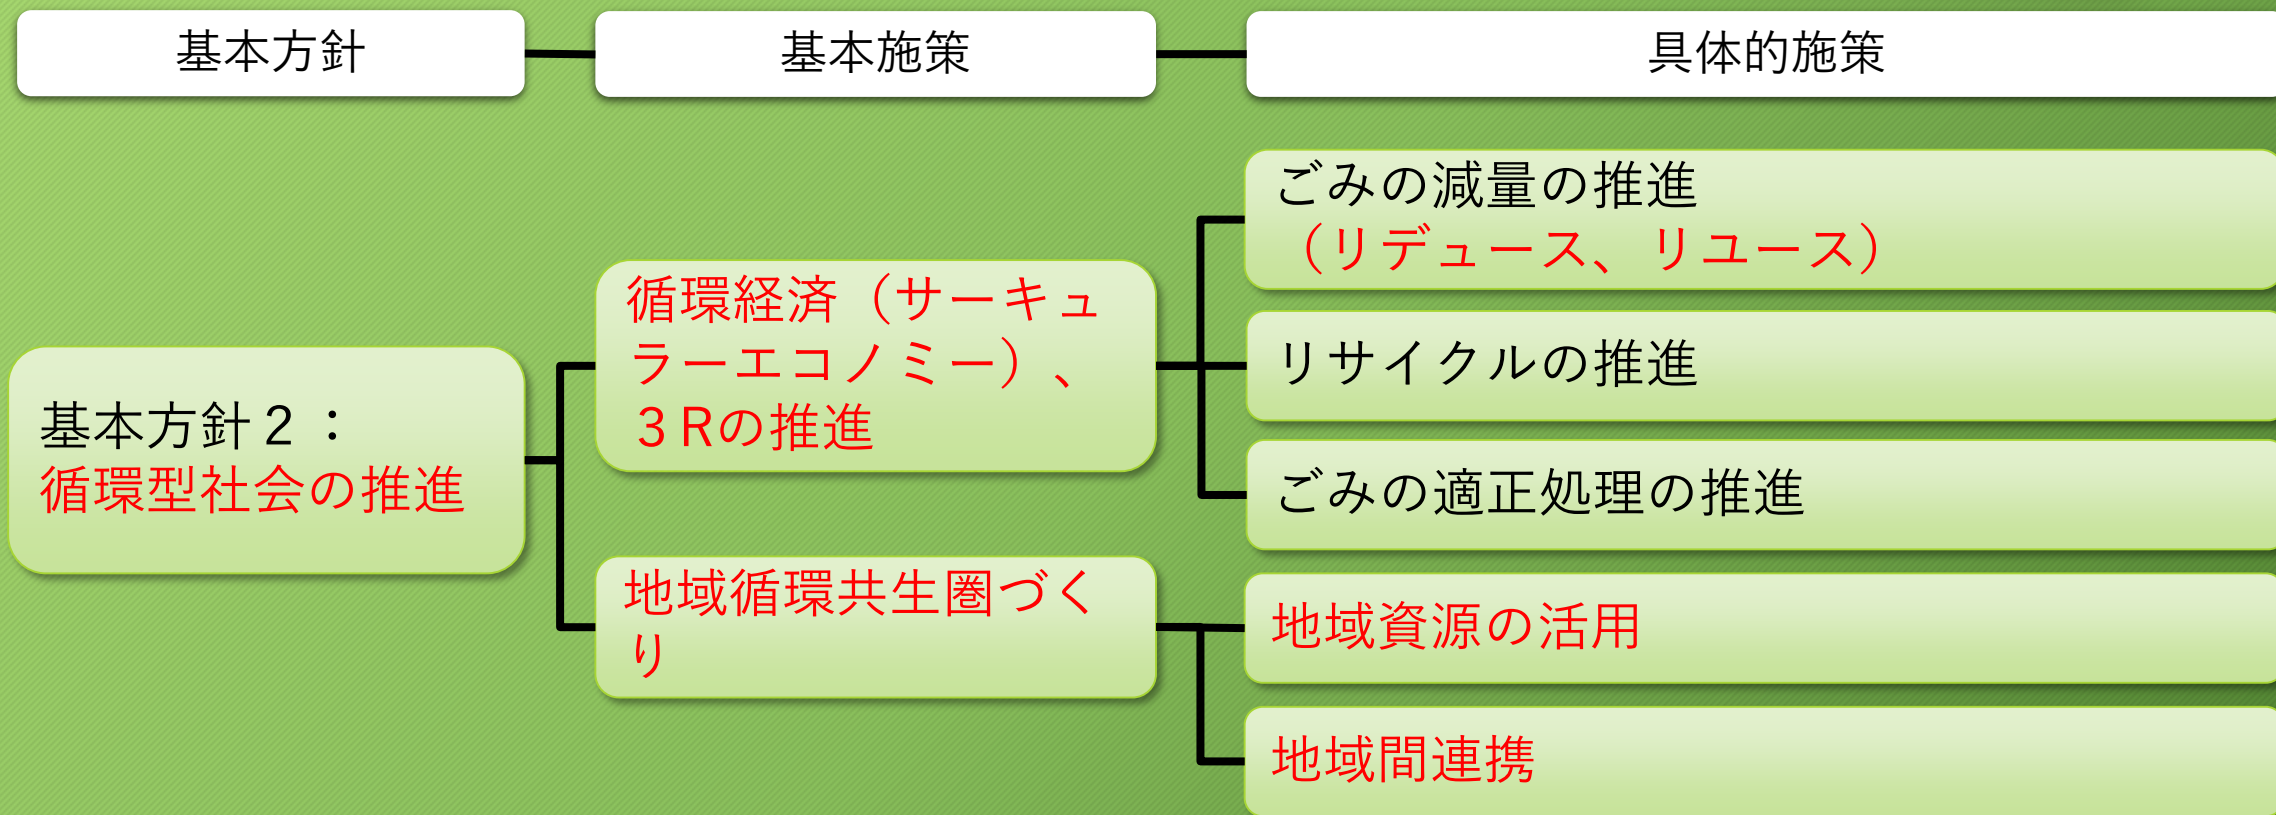 基本方針
基本施策
具体的施策
基本方針２：
循環型社会の推進
循環経済（サーキュ
ラーエコノミー）、
３Rの推進
ごみの減量の推進
（リデュース、リユース）
リサイクルの推進
ごみの適正処理の推進
地域循環共生圏づく
り
地域資源の活用
地域間連携